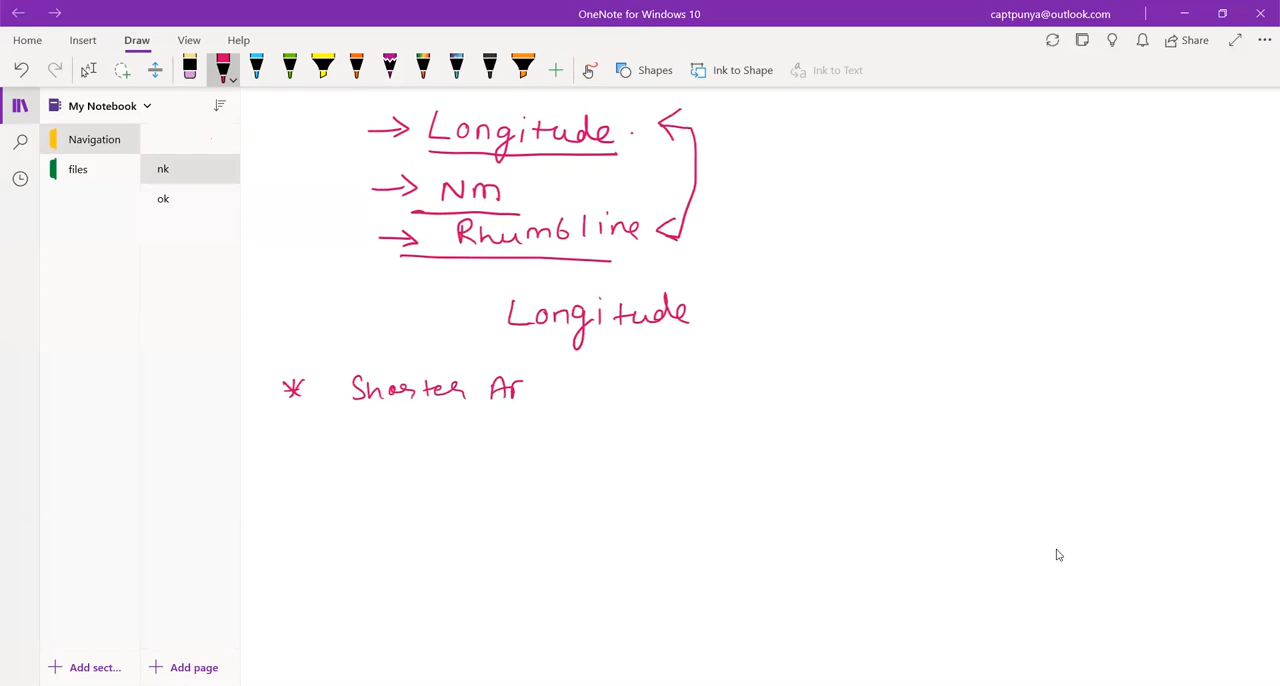 OneNote for Windows 10
captpunya@outlook.com
Home Insert Draw View Help
Share
Shapes Ink to Shape Ink to Text
My Notebook
Navigation
files
nk
ok
→ Longitude.
→ Nm
→ Rhumbline
Longitude
* Shorter Ar
+ Add sect... + Add page